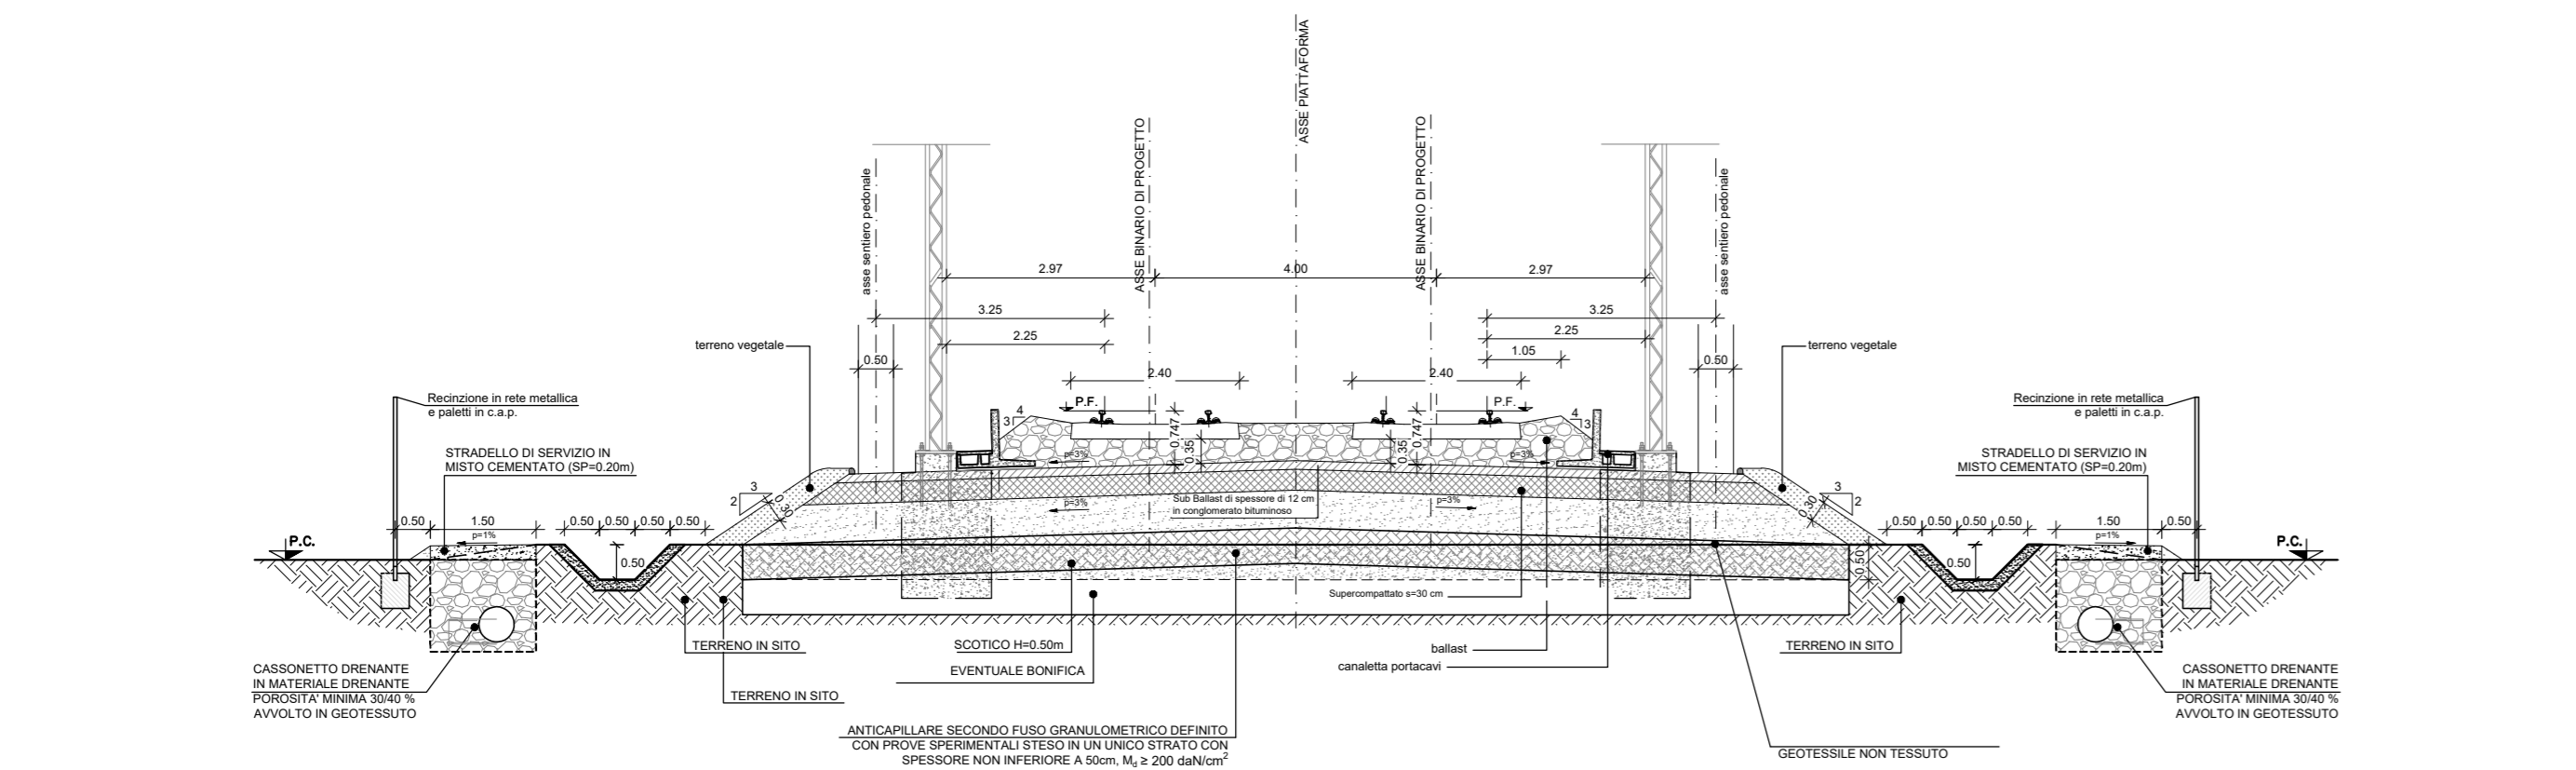 ASSE PIATTAFORMA
ASSE BINARIO DI PROGETTO
ASSE BINARIO DI PROGETTO
asse sentiero pedonale
asse sentiero pedonale
2.97
4.00
2.97
3.25
3.25
2.25
2.25
1.05
terreno vegetale
terreno vegetale
0.50
0.50
2.40
2.40
Recinzione in rete metallica
e paletti in c.a.p.
Recinzione in rete metallica
e paletti in c.a.p.
P.F.
P.F.
4
3
4
3
0.747
0.35
0.747
0.35
p=3%
p=3%
STRADELLO DI SERVIZIO IN
MISTO CEMENTATO (SP=0.20m)
STRADELLO DI SERVIZIO IN
MISTO CEMENTATO (SP=0.20m)
3
2
0.30
3
2
0.30
Sub Ballast di spessore di 12 cm
in conglomerato bituminoso
p=3%
p=3%
0.50
1.50
0.50
0.50
0.50
0.50
0.50
0.50
0.50
0.50
1.50
0.50
p=1%
p=1%
P.C.
P.C.
0.50
0.50
0.50
Supercompattato s=30 cm
TERRENO IN SITO
SCOTICO H=0.50m
ballast
TERRENO IN SITO
canaletta portacavi
EVENTUALE BONIFICA
TERRENO IN SITO
CASSONETTO DRENANTE
IN MATERIALE DRENANTE
POROSITA' MINIMA 30/40 %
AVVOLTO IN GEOTESSUTO
CASSONETTO DRENANTE
IN MATERIALE DRENANTE
POROSITA' MINIMA 30/40 %
AVVOLTO IN GEOTESSUTO
ANTICAPILLARE SECONDO FUSO GRANULOMETRICO DEFINITO
CON PROVE SPERIMENTALI STESO IN UN UNICO STRATO CON
SPESSORE NON INFERIORE A 50cm, Md ≥ 200 daN/cm²
GEOTESSILE NON TESSUTO